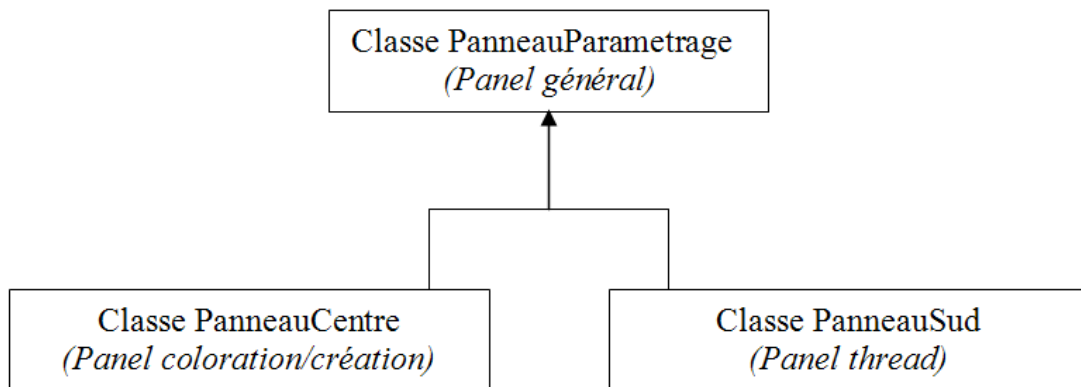 Classe PanneauParametrage
(Panel général)
Classe PanneauCentre
(Panel coloration/création)
Classe PanneauSud
(Panel thread)